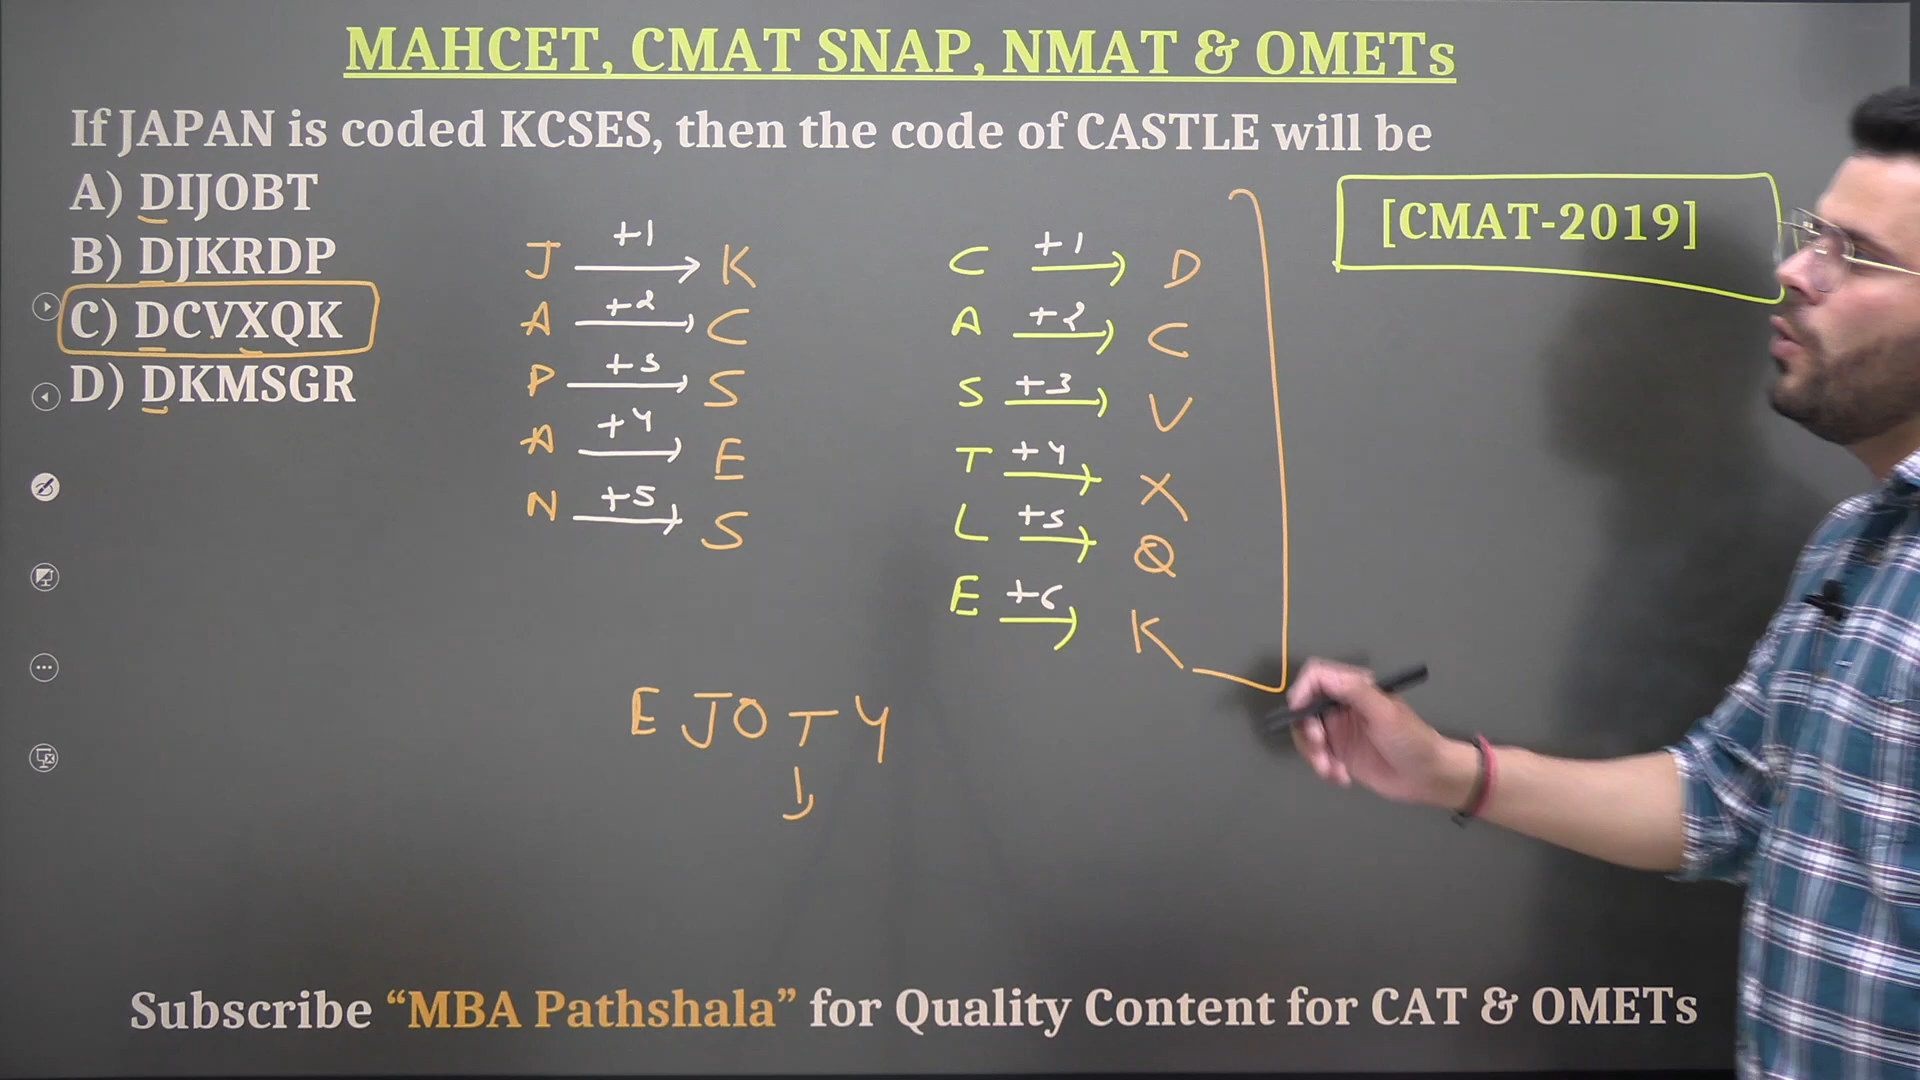 MAHCET, CMAT SNAP, NMAT & OMETs
If JAPAN is coded KCSES, then the code of CASTLE will be
A) DIJOBT
B) DJKRDP
C) DCVXQK
D) DKMSGR
[CMAT-2019]
J +1 K
A +2 C
P +3 S
A +4 E
N +5 S
C +1 D
A +2 C
S +3 V
T +4 X
L +5 Q
E +6 K
E J O T Y
Subscribe “MBA Pathshala” for Quality Content for CAT & OMETs